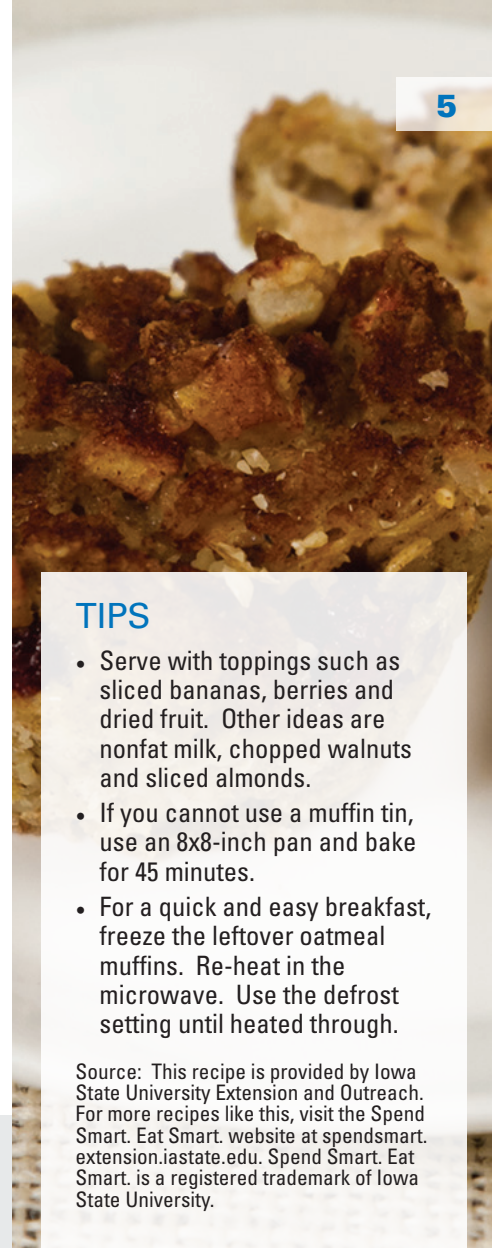 5
TIPS
• Serve with toppings such as
sliced bananas, berries and
dried fruit.  Other ideas are
nonfat milk, chopped walnuts
and sliced almonds.
• If you cannot use a muffin tin,
use an 8x8-inch pan and bake
for 45 minutes.
• For a quick and easy breakfast,
freeze the leftover oatmeal
muffins.  Re-heat in the
microwave.  Use the defrost
setting until heated through.
Source:  This recipe is provided by Iowa
State University Extension and Outreach.
For more recipes like this, visit the Spend
Smart. Eat Smart. website at spendsmart.
extension.iastate.edu. Spend Smart. Eat
Smart. is a registered trademark of Iowa
State University.